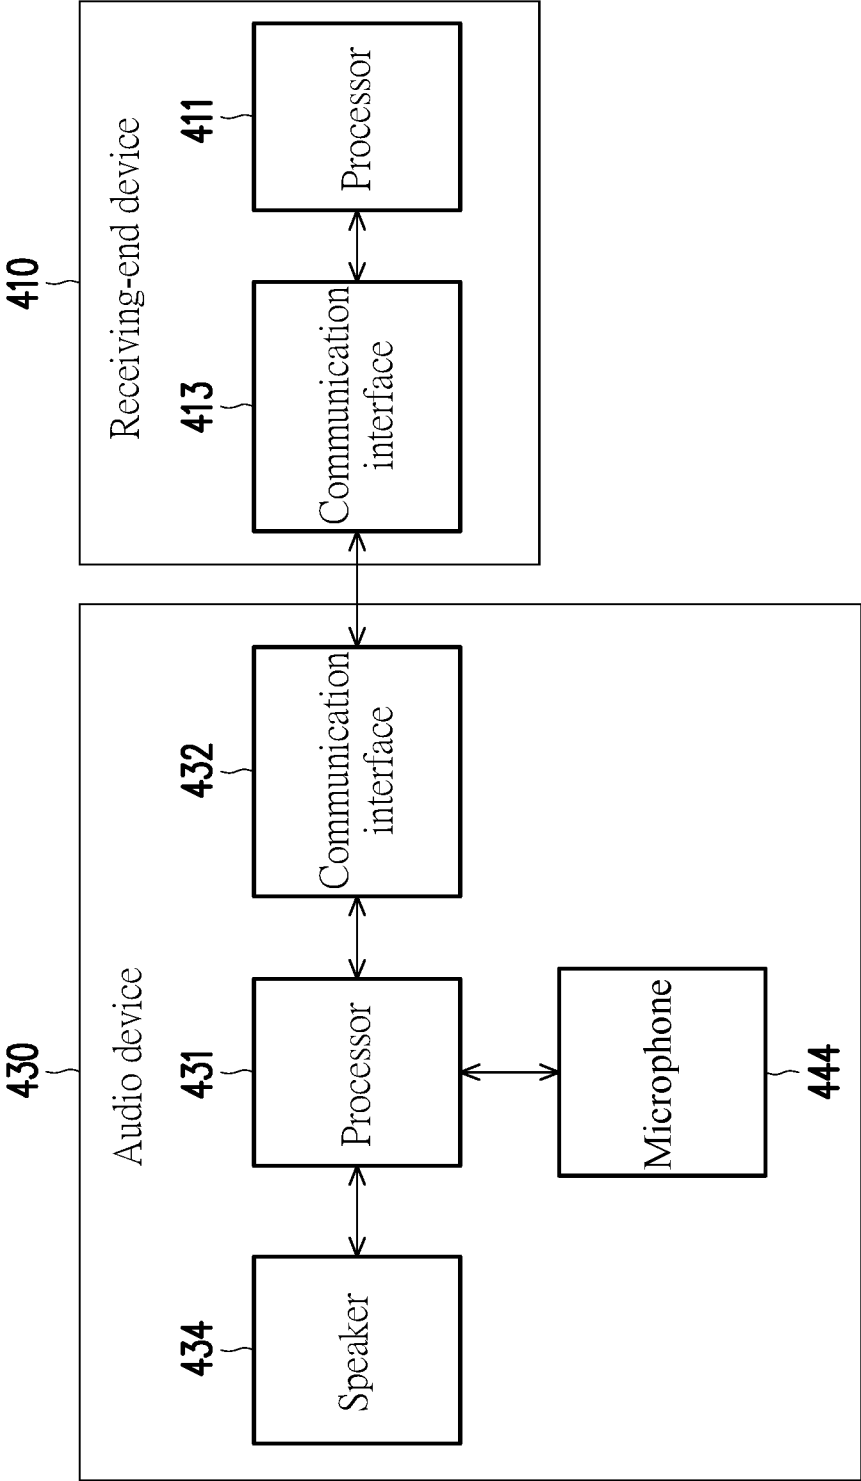 430
Audio device
434
Speaker
431
Processor
432
Communication
interface
Microphone
444
410
Receiving-end device
413
Communication
interface
411
Processor